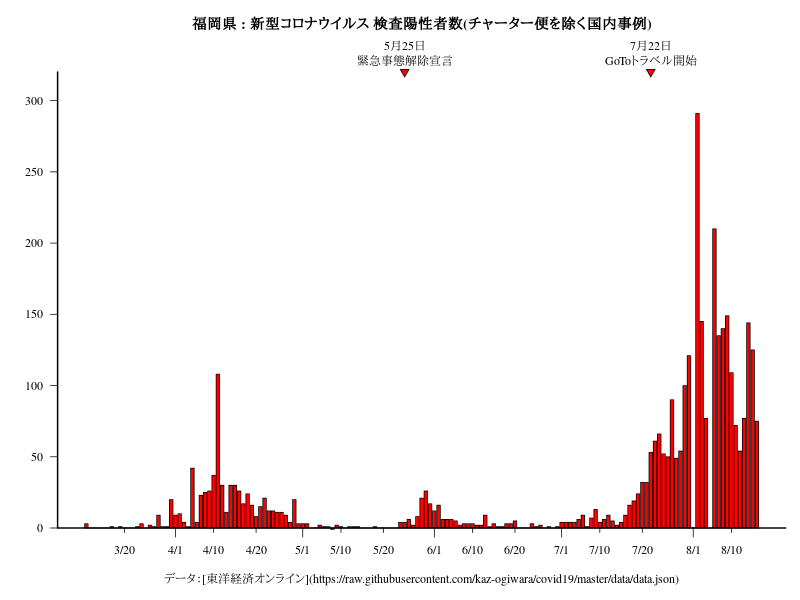 福岡県 : 新型コロナウイルス 検査陽性者数(チャーター便を除く国内事例)
5月25日
緊急事態解除宣言
7月22日
GoToトラベル開始
300
250
200
150
100
50
0
3/20 4/1 4/10 4/20 5/1 5/10 5/20 6/1 6/10 6/20 7/1 7/10 7/20 8/1 8/10
データ:[東洋経済オンライン](https://raw.githubusercontent.com/kaz-ogiwara/covid19/master/data/data.json)